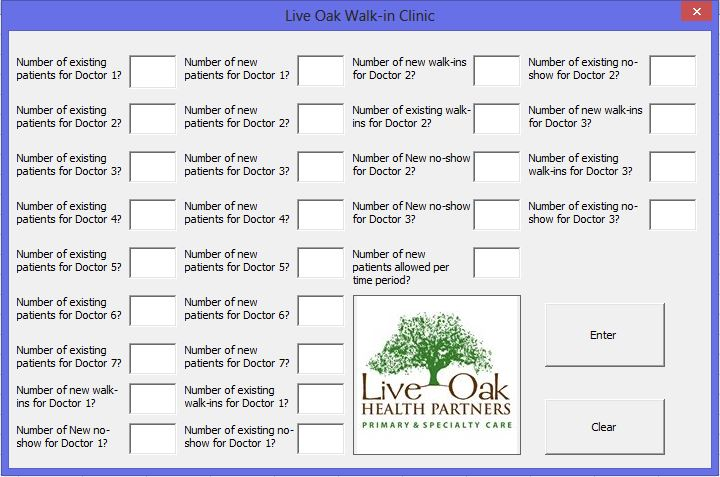 Live Oak Walk-in Clinic
Number of existing
patients for Doctor 1?
Number of new
patients for Doctor 1?
Number of new walk-ins
for Doctor 2?
Number of existing no-
show for Doctor 2?
Number of existing
patients for Doctor 2?
Number of new
patients for Doctor 2?
Number of existing walk-
ins for Doctor 2?
Number of new walk-ins
for Doctor 3?
Number of existing
patients for Doctor 3?
Number of new
patients for Doctor 3?
Number of New no-show
for Doctor 2?
Number of existing
walk-ins for Doctor 3?
Number of existing
patients for Doctor 4?
Number of new
patients for Doctor 4?
Number of New no-show
for Doctor 3?
Number of existing no-
show for Doctor 3?
Number of existing
patients for Doctor 5?
Number of new
patients for Doctor 5?
Number of new
patients allowed per
time period?
Number of existing
patients for Doctor 6?
Number of new
patients for Doctor 6?
Number of existing
patients for Doctor 7?
Number of new
patients for Doctor 7?
Number of new walk-
ins for Doctor 1?
Number of existing
walk-ins for Doctor 1?
Number of New no-
show for Doctor 1?
Number of existing no-
show for Doctor 1?
Live Oak
HEALTH PARTNERS
PRIMARY & SPECIALTY CARE
Enter
Clear